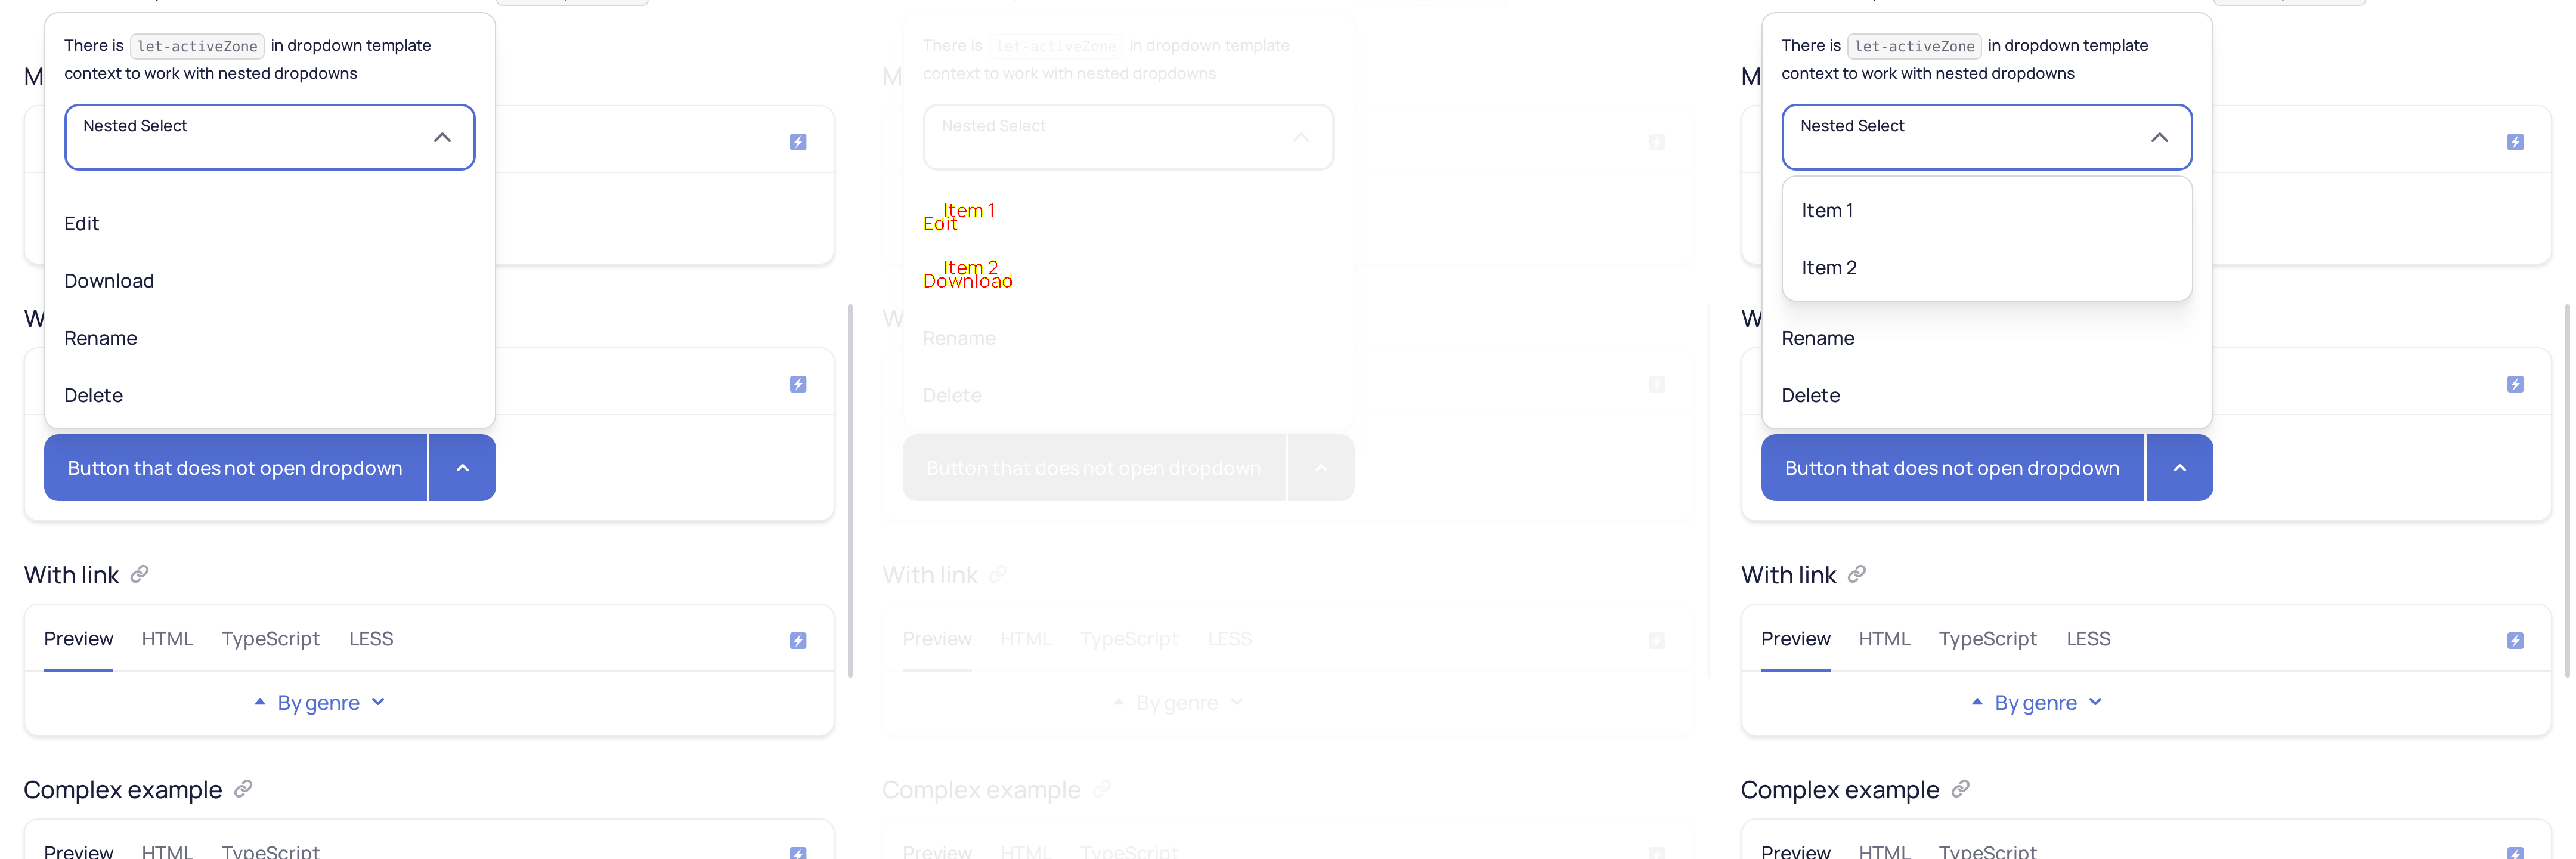 There is let-activeZone in dropdown template
context to work with nested dropdowns
M
Nested Select
Edit
Download
W
Rename
Delete
Button that does not open dropdown
With link
Preview HTML TypeScript LESS
By genre
Complex example
Preview HTML TypeScript
There is let-activeZone in dropdown template
context to work with nested dropdowns
M
Nested Select
Item 1
Edit
Item 2
Download
W
Rename
Delete
Button that does not open dropdown
With link
Preview HTML TypeScript LESS
By genre
Complex example
Preview HTML TypeScript
There is let-activeZone in dropdown template
context to work with nested dropdowns
M
Nested Select
Item 1
Item 2
W
Rename
Delete
Button that does not open dropdown
With link
Preview HTML TypeScript LESS
By genre
Complex example
Preview HTML TypeScript